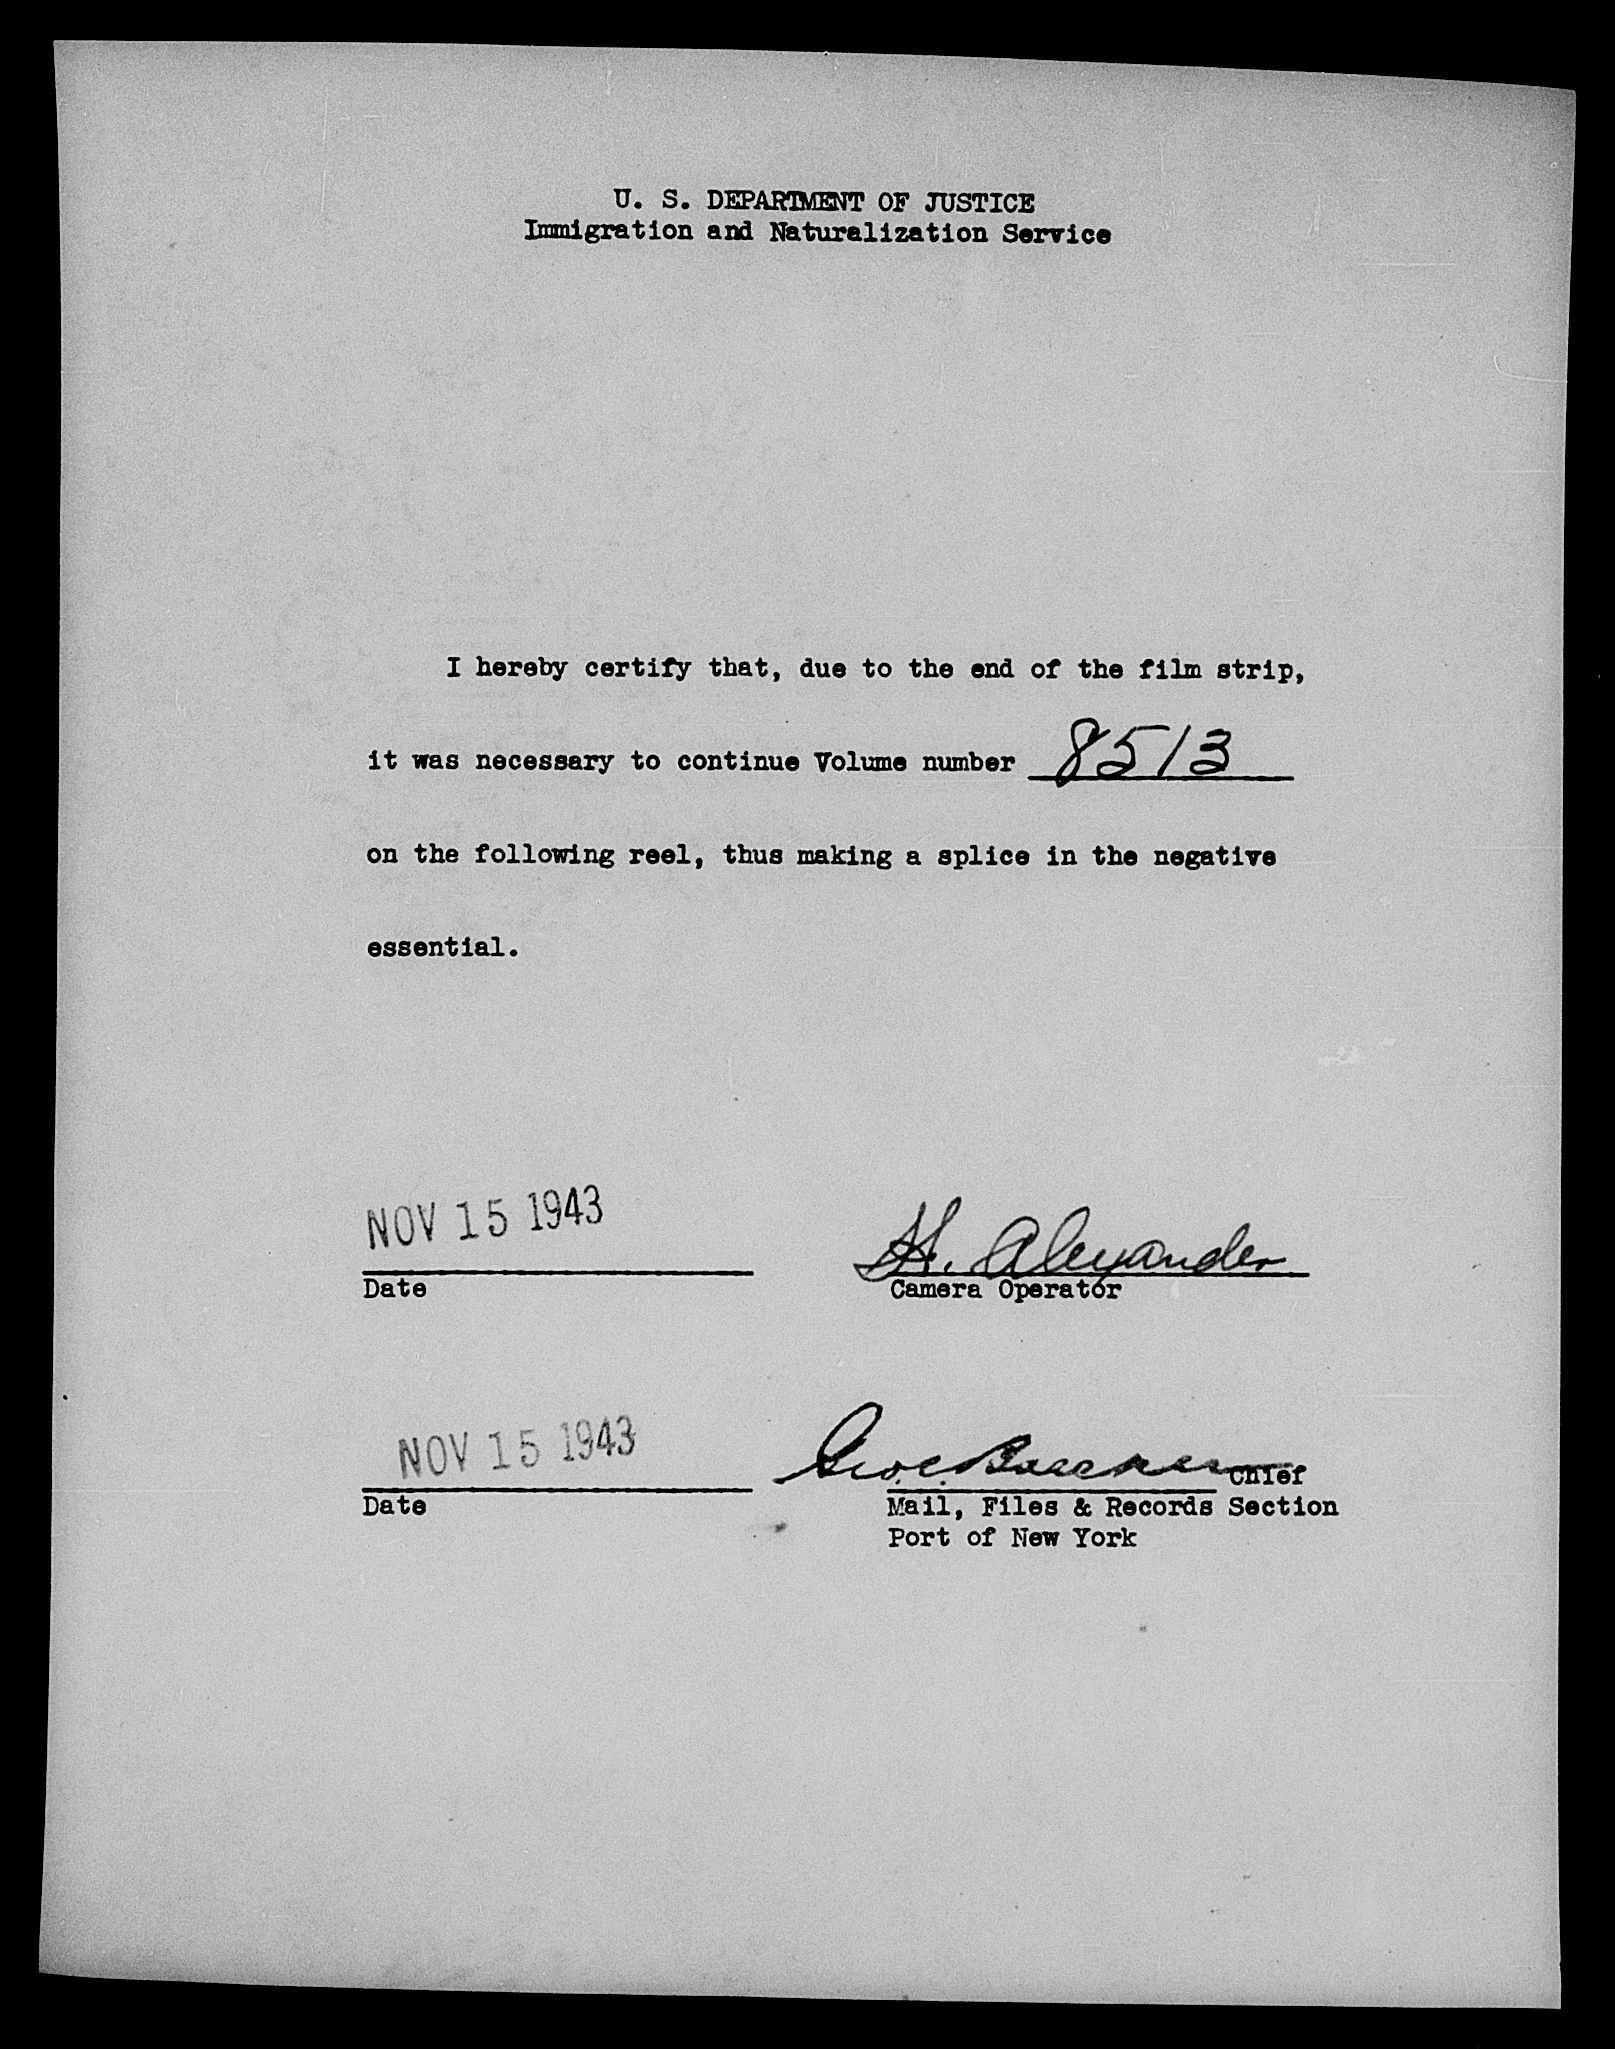 U. S. DEPARTMENT OF JUSTICE
Immigration and Naturalization Service
I hereby certify that, due to the end of the film strip,
it was necessary to continue Volume number 8513
on the following reel, thus making a splice in the negative
essential.
NOV 15 1943
H. Alexander
Date
Camera Operator
NOV 15 1943
Chief
Date
Mail, Files & Records Section
Port of New York